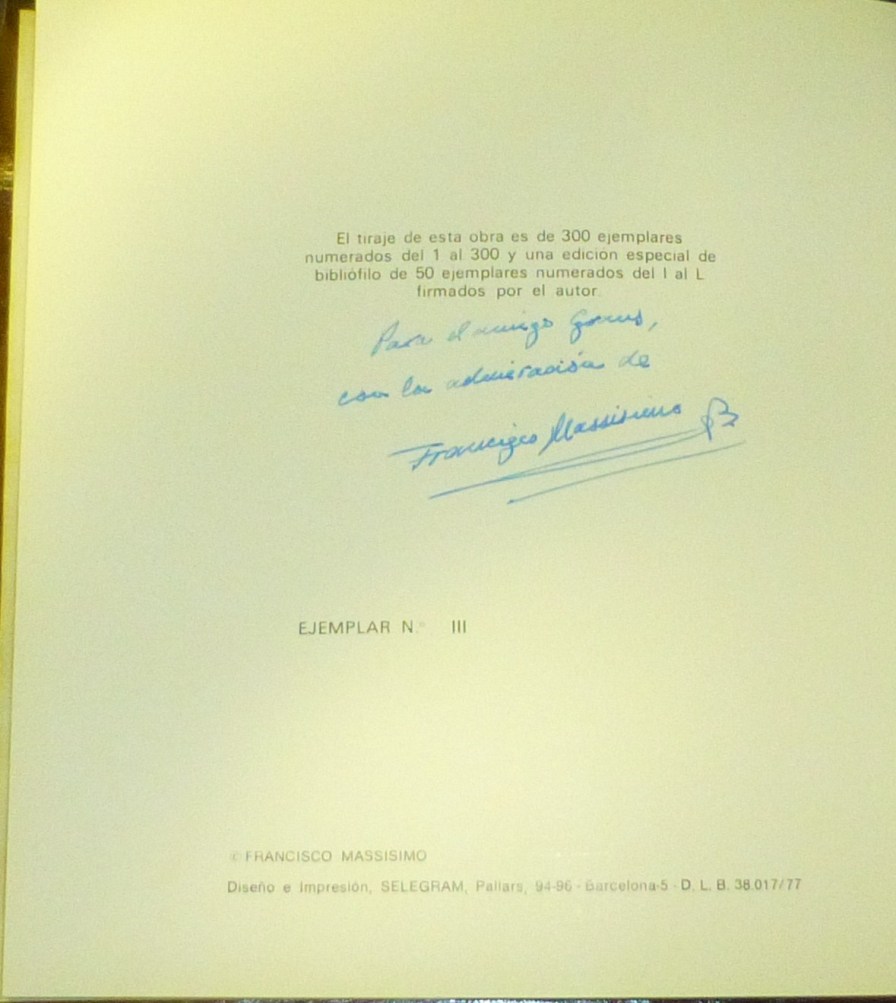 El tiraje de esta obra es de 300 ejemplares
numerados del 1 al 300 y una edición especial de
bibliófilo de 50 ejemplares numerados del I al L
firmados por el autor.
Para el amigo
con la admiración de
Francisco Massisimo
EJEMPLAR N.º III
© FRANCISCO MASSISIMO
Diseño e Impresión, SELEGRAM, Pallars, 94-96 - Barcelona-5 - D. L. B. 38.017/77